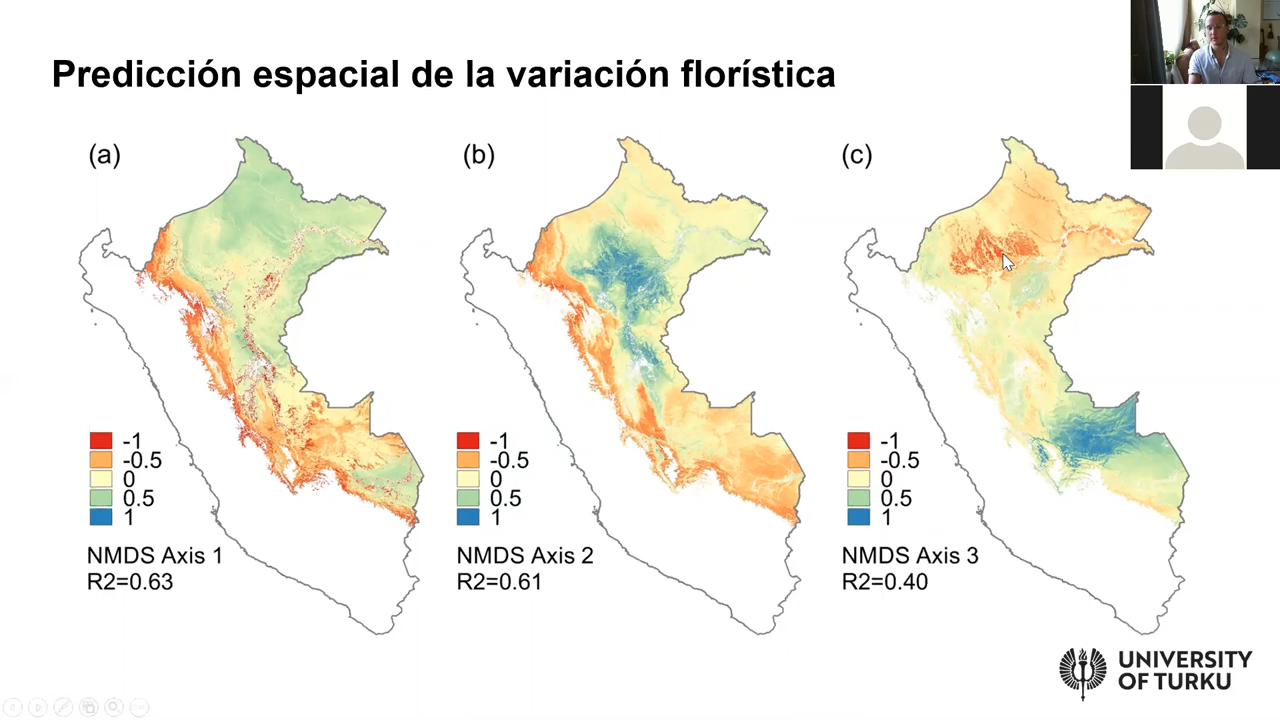 Predicción espacial de la variación florística
(a)
-1
-0.5
0
0.5
1
NMDS Axis 1
R2=0.63
(b)
-1
-0.5
0
0.5
1
NMDS Axis 2
R2=0.61
(c)
-1
-0.5
0
0.5
1
NMDS Axis 3
R2=0.40
UNIVERSITY
OF TURKU